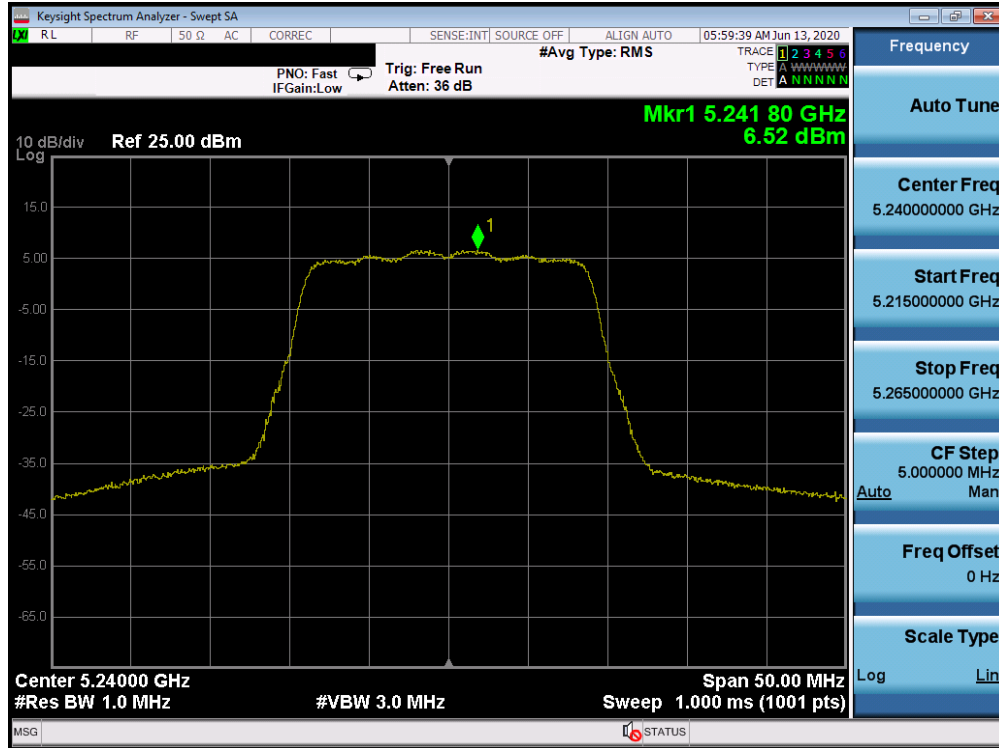 Keysight Spectrum Analyzer - Swept SA
LXI RL RF 50 Ω AC CORREC SENSE:INT SOURCE OFF ALIGN AUTO 05:59:39 AM Jun 13, 2020
#Avg Type: RMS
TRACE 1 2 3 4 5 6
PNO: Fast Trig: Free Run
TYPE A WWWWW
IFGain:Low Atten: 36 dB
DET A N N N N N
Mkr1 5.241 80 GHz
6.52 dBm
10 dB/div Ref 25.00 dBm
Log
1
15.0
5.00
-5.00
-15.0
-25.0
-35.0
-45.0
-55.0
-65.0
Center 5.24000 GHz Span 50.00 MHz
#Res BW 1.0 MHz #VBW 3.0 MHz Sweep 1.000 ms (1001 pts)
MSG STATUS
Frequency
Auto Tune
Center Freq
5.240000000 GHz
Start Freq
5.215000000 GHz
Stop Freq
5.265000000 GHz
CF Step
5.000000 MHz
Auto Man
Freq Offset
0 Hz
Scale Type
Log Lin